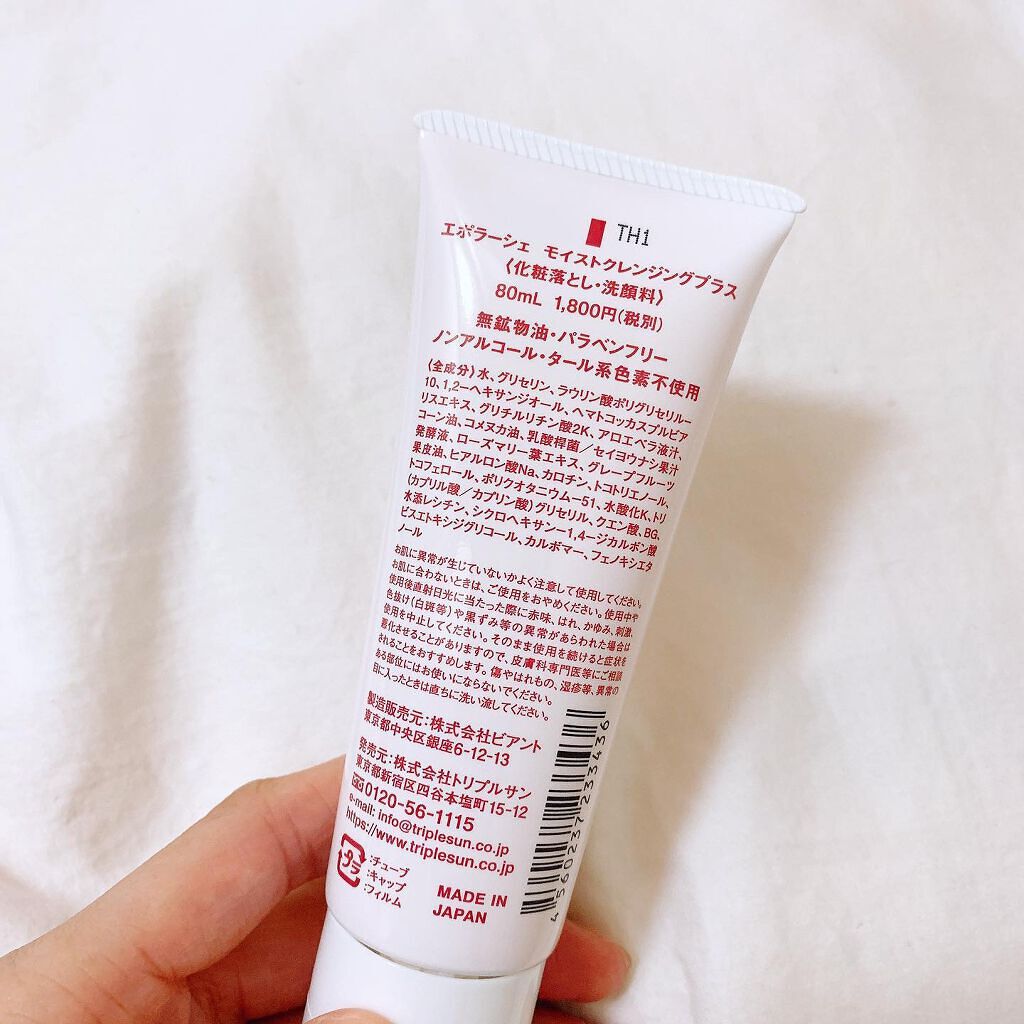 TH1
エポラーシェ モイストクレンジングプラス
〈化粧落とし・洗顔料〉
80mL 1,800円(税別)
無鉱物油・パラベンフリー
ノンアルコール・タール系色素不使用
〈全成分〉水、グリセリン、ラウリン酸ポリグリセリル－
10、1,2－ヘキサンジオール、ヘマトコッカスプルビア
リスエキス、グリチルリチン酸2K、アロエベラ液汁、
コーン油、コメヌカ油、乳酸桿菌／セイヨウナシ果汁
発酵液、ローズマリー葉エキス、グレープフルーツ
果皮油、ヒアルロン酸Na、カロチン、トコトリエノール、
トコフェロール、ポリクオタニウム－51、水酸化K、トリ
(カプリル酸／カプリン酸)グリセリル、クエン酸、BG、
水添レシチン、シクロヘキサン－1,4－ジカルボン酸
ビスエトキシジグリコール、カルボマー、フェノキシエタ
ノール
お肌に異常が生じていないかよく注意して使用してください。
お肌に合わないときは、ご使用をおやめください。使用中や
使用後直射日光に当たった際に赤味、はれ、かゆみ、刺激、
色抜け(白斑等)や黒ずみ等の異常があらわれた場合は
使用を中止してください。そのまま使用を続けると症状を
悪化させることがありますので、皮膚科専門医等にご相談
されることをおすすめします。傷やはれもの、湿疹等、異常の
ある部位にはお使いにならないでください。
目に入ったときは直ちに洗い流してください。
製造販売元：株式会社ビアント
東京都中央区銀座6-12-13
発売元：株式会社トリプルサン
東京都新宿区四谷本塩町15-12
0120-56-1115
e-mail: info@triplesun.co.jp
https://www.triplesun.co.jp
プラ
:チューブ
:キャップ
:フィルム
MADE IN
JAPAN
4 560237 233436